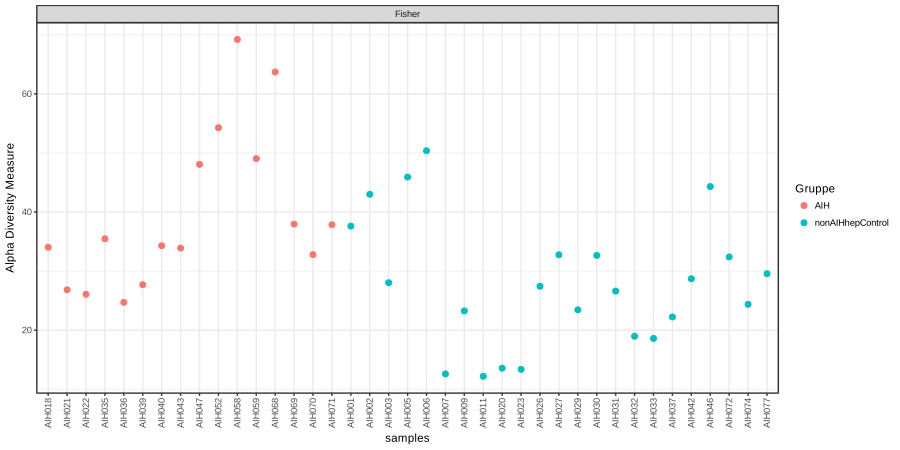 Fisher
Alpha Diversity Measure
60
40
20
AIH018 AIH021 AIH022 AIH035 AIH036 AIH039 AIH040 AIH043 AIH047 AIH052 AIH058 AIH059 AIH068 AIH069 AIH070 AIH071 AIH001 AIH002 AIH003 AIH005 AIH006 AIH007 AIH009 AIH011 AIH020 AIH023 AIH026 AIH027 AIH029 AIH030 AIH031 AIH032 AIH033 AIH037 AIH042 AIH046 AIH072 AIH074 AIH077
samples
Gruppe
AIH
nonAIHhepControl